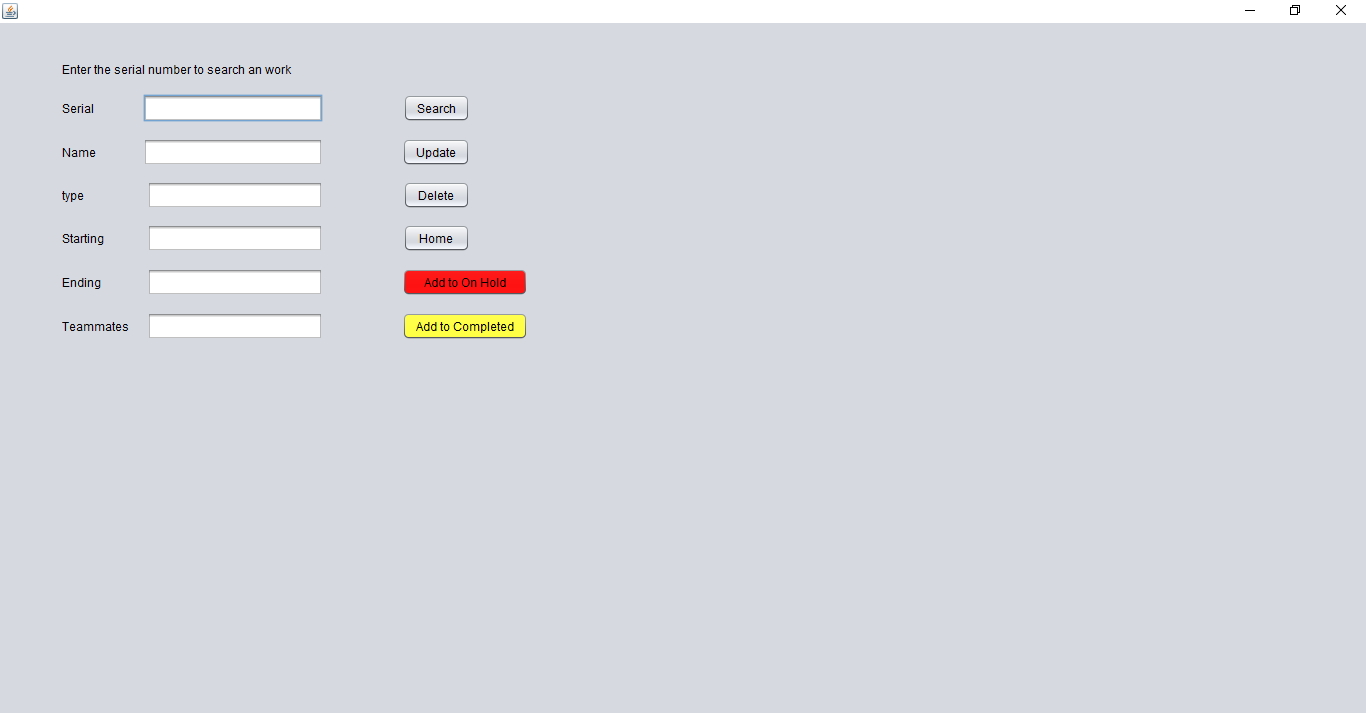 Enter the serial number to search an work
Serial Search
Name Update
type Delete
Starting Home
Ending Add to On Hold
Teammates Add to Completed